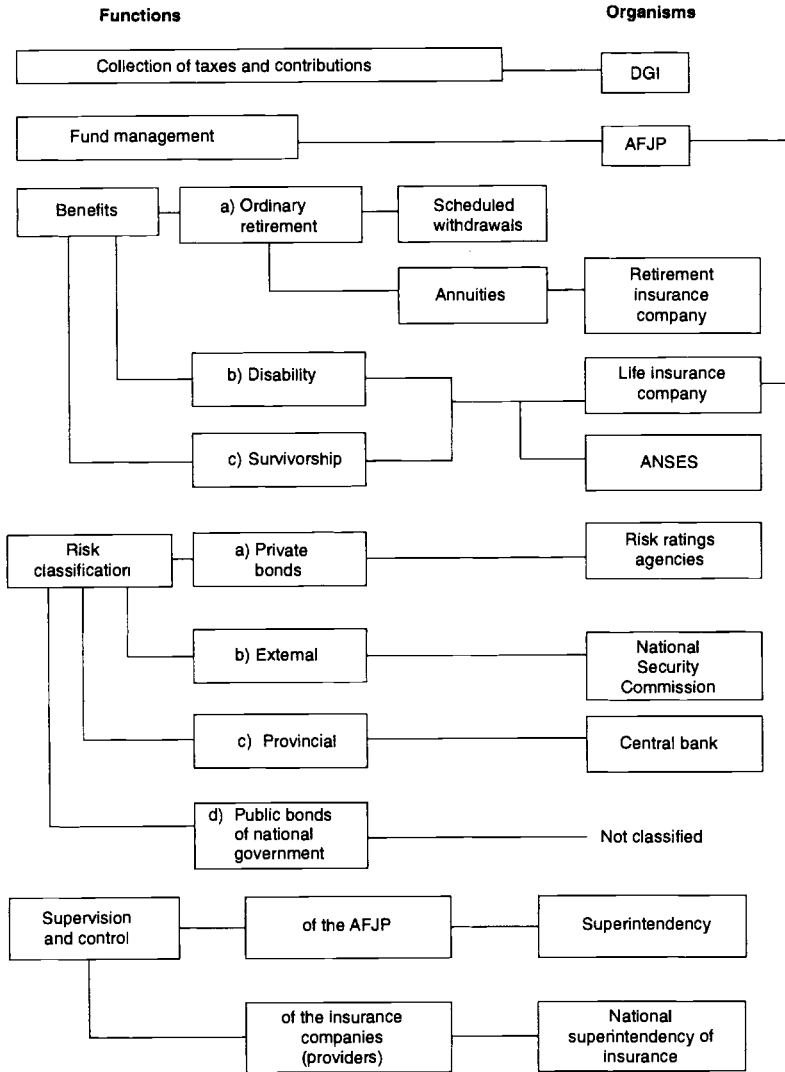 Functions
Organisms
Collection of taxes and contributions
DGI
Fund management
AFJP
Benefits
a) Ordinary
retirement
Scheduled
withdrawals
Annuities
Retirement
insurance
company
b) Disability
Life insurance
company
c) Survivorship
ANSES
Risk
classification
a) Private
bonds
Risk ratings
agencies
b) External
National
Security
Commission
c) Provincial
Central bank
d) Public bonds
of national
government
Not classified
Supervision
and control
of the AFJP
Superintendency
of the insurance
companies
(providers)
National
superintendency of
insurance